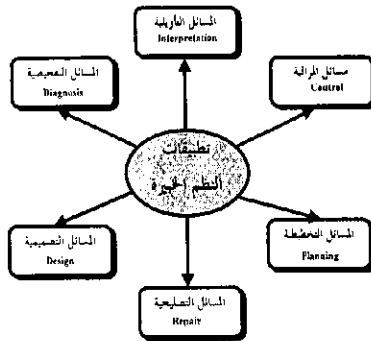 المسائل التأويلية
Interpretation
مسائل المراقبة
Control
المسائل التشخيصية
Diagnosis
تطبيقات
النظم الخبيرة
المسائل التصميمية
Design
المسائل التخطيطة
Planning
المسائل التصليحية
Repair